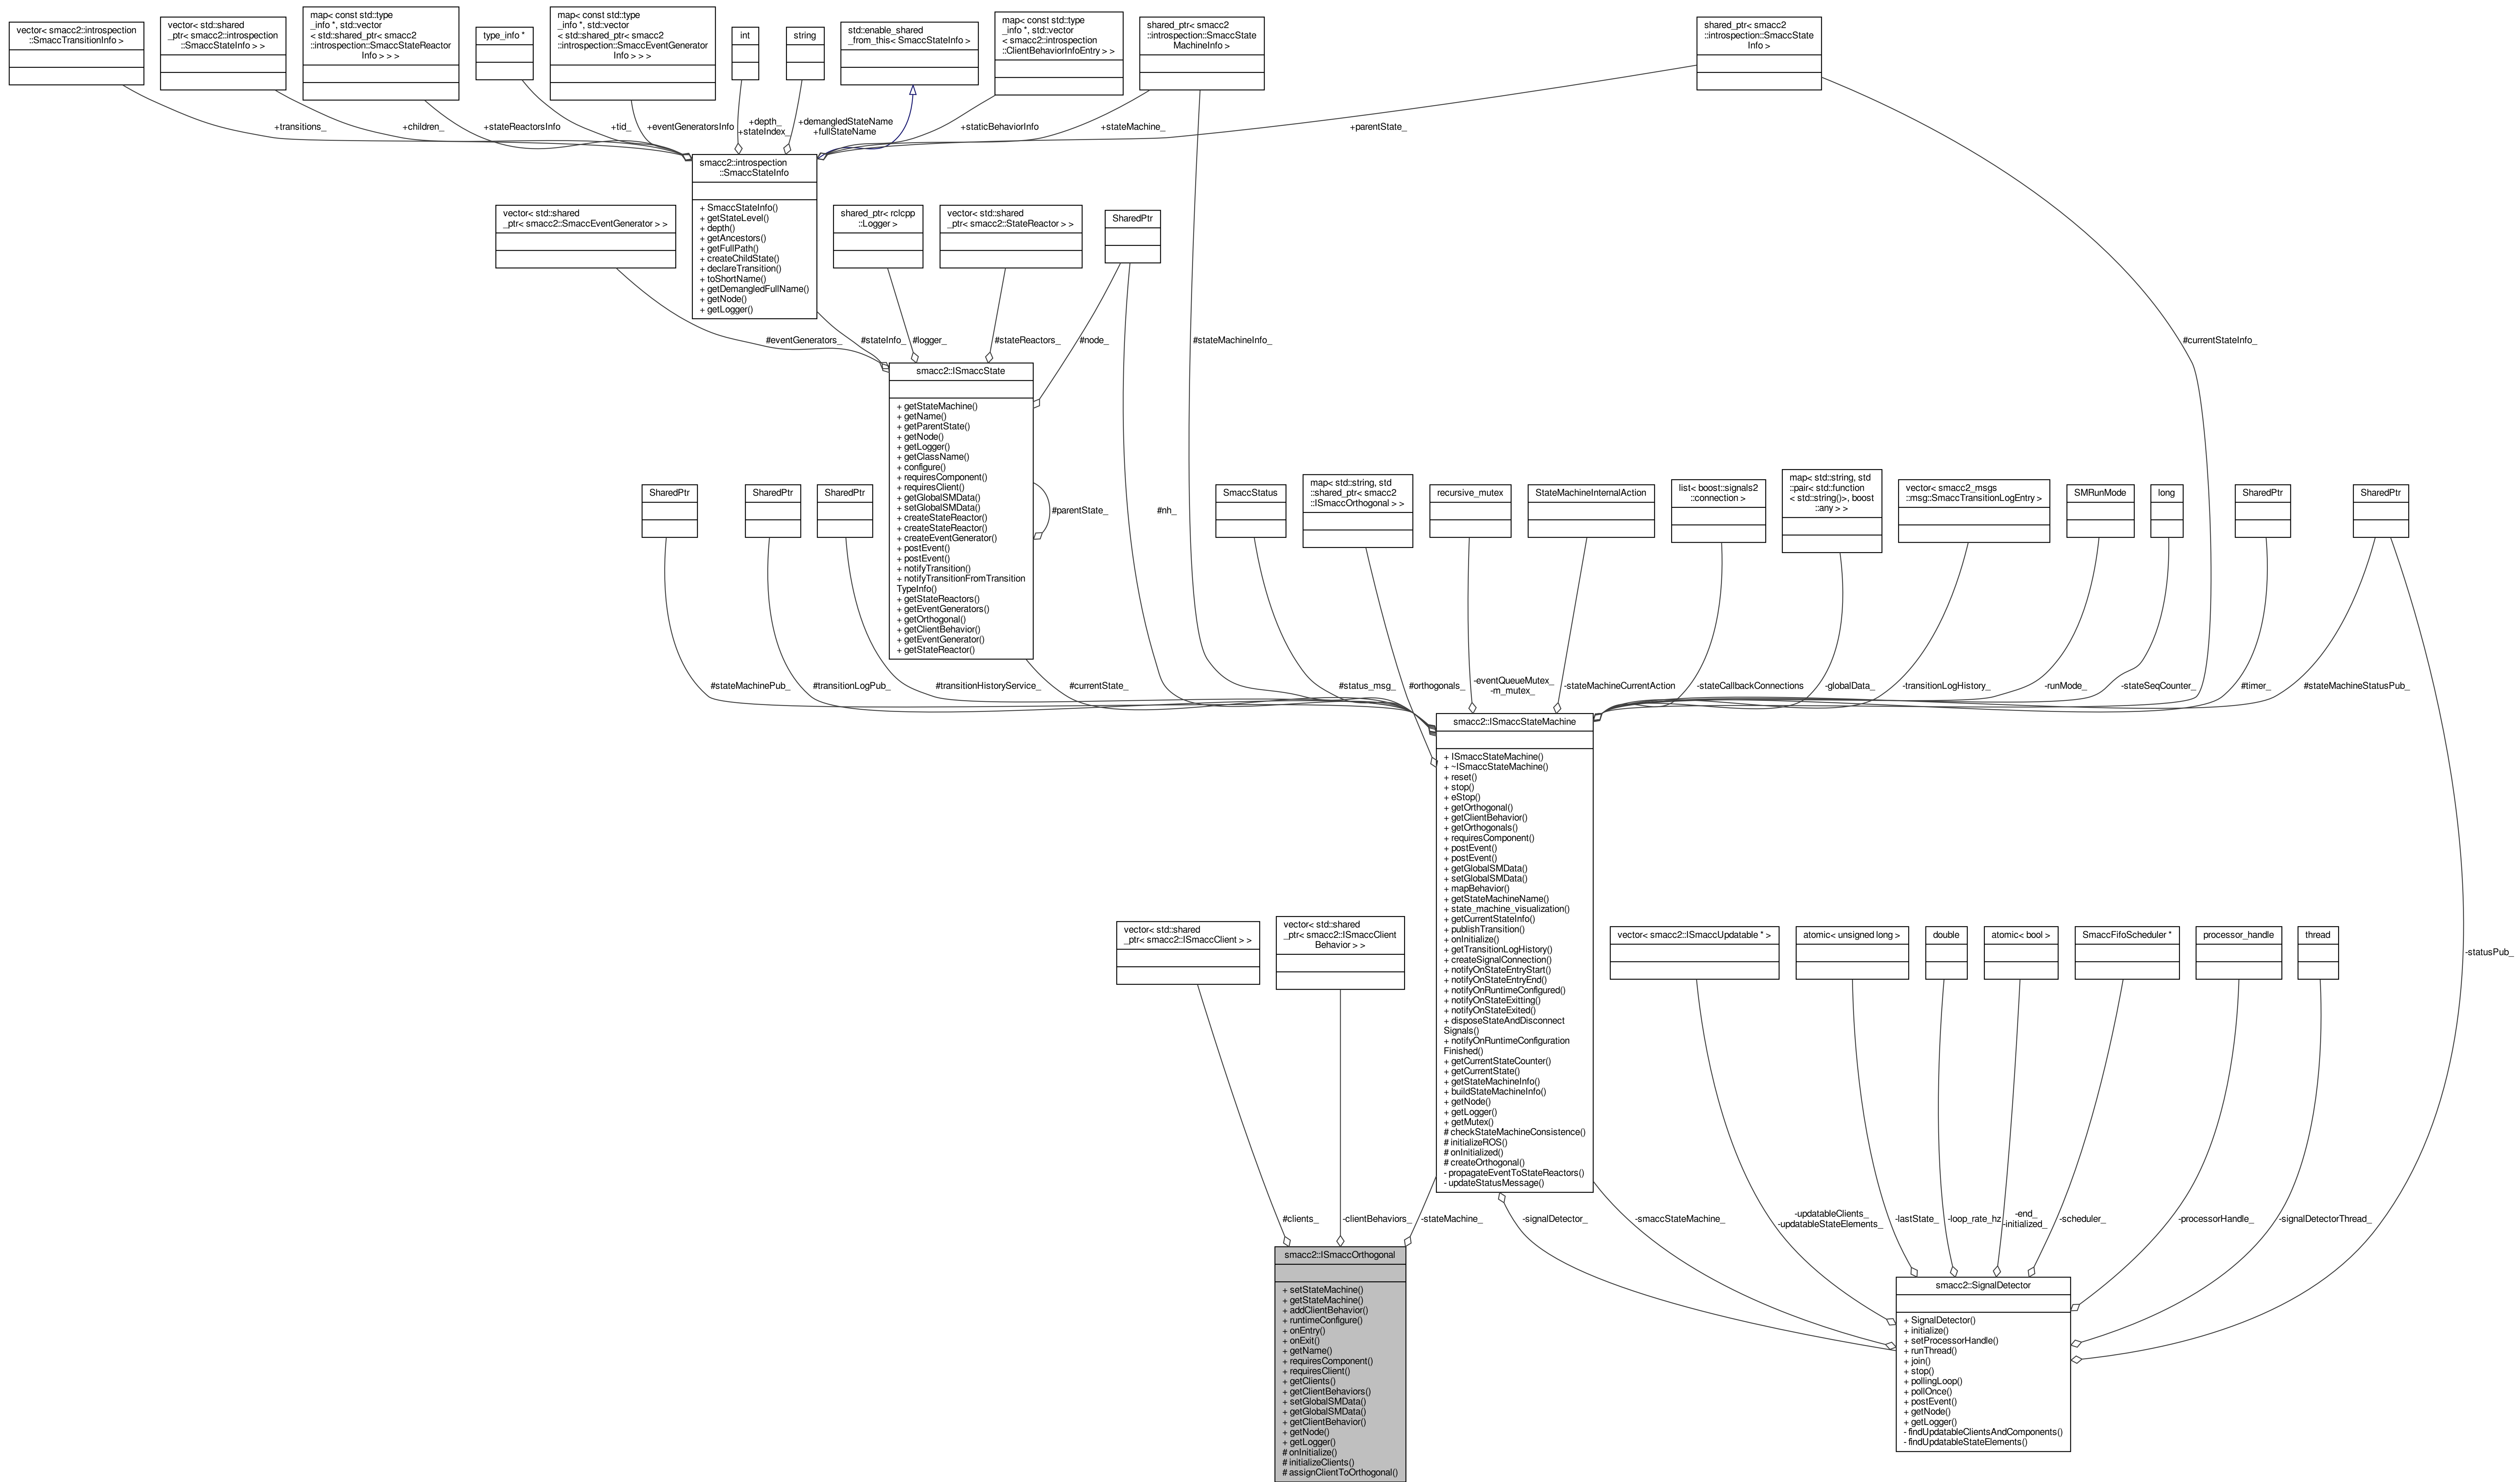 vector< smacc2::introspection
::SmaccTransitionInfo >
vector< std::shared
_ptr< smacc2::introspection
::SmaccStateInfo > >
map< const std::type
_info *, std::vector
< std::shared_ptr< smacc2
::introspection::SmaccStateReactor
Info > > >
type_info *
map< const std::type
_info *, std::vector
< std::shared_ptr< smacc2
::introspection::SmaccEventGenerator
Info > > >
int
string
std::enable_shared
_from_this< SmaccStateInfo >
map< const std::type
_info *, std::vector
< smacc2::introspection
::ClientBehaviorInfoEntry > >
shared_ptr< smacc2
::introspection::SmaccState
MachineInfo >
shared_ptr< smacc2
::introspection::SmaccState
Info >
+transitions_
+children_
+stateReactorsInfo
+tid_
+eventGeneratorsInfo
+depth_
+stateIndex_
+demangledStateName
+fullStateName
+staticBehaviorInfo
+stateMachine_
+parentState_
smacc2::introspection
::SmaccStateInfo
+ SmaccStateInfo()
+ getStateLevel()
+ depth()
+ getAncestors()
+ getFullPath()
+ createChildState()
+ declareTransition()
+ toShortName()
+ getDemangledFullName()
+ getNode()
+ getLogger()
vector< std::shared
_ptr< smacc2::SmaccEventGenerator > >
shared_ptr< rclcpp
::Logger >
vector< std::shared
_ptr< smacc2::StateReactor > >
SharedPtr
#eventGenerators_
#stateInfo_
#logger_
#stateReactors_
#node_
#stateMachineInfo_
#currentStateInfo_
smacc2::ISmaccState
+ getStateMachine()
+ getName()
+ getParentState()
+ getNode()
+ getLogger()
+ getClassName()
+ configure()
+ requiresComponent()
+ requiresClient()
+ getGlobalSMData()
+ setGlobalSMData()
+ createStateReactor()
+ createStateReactor()
+ createEventGenerator()
+ postEvent()
+ postEvent()
+ notifyTransition()
+ notifyTransitionFromTransition
TypeInfo()
+ getStateReactors()
+ getEventGenerators()
+ getOrthogonal()
+ getClientBehavior()
+ getEventGenerator()
+ getStateReactor()
#parentState_
#nh_
SharedPtr
SharedPtr
SharedPtr
SmaccStatus
map< std::string, std
::shared_ptr< smacc2
::ISmaccOrthogonal > >
recursive_mutex
StateMachineInternalAction
list< boost::signals2
::connection >
map< std::string, std
::pair< std::function
< std::string()>, boost
::any > >
vector< smacc2_msgs
::msg::SmaccTransitionLogEntry >
SMRunMode
long
SharedPtr
SharedPtr
#stateMachinePub_
#transitionLogPub_
#transitionHistoryService_
#currentState_
#status_msg_
#orthogonals_
-eventQueueMutex_
-m_mutex_
-stateMachineCurrentAction
-stateCallbackConnections
-globalData_
-transitionLogHistory_
-runMode_
-stateSeqCounter_
#timer_
#stateMachineStatusPub_
smacc2::ISmaccStateMachine
+ ISmaccStateMachine()
+ ~ISmaccStateMachine()
+ reset()
+ stop()
+ eStop()
+ getOrthogonal()
+ getClientBehavior()
+ getOrthogonals()
+ requiresComponent()
+ postEvent()
+ postEvent()
+ getGlobalSMData()
+ setGlobalSMData()
+ mapBehavior()
+ getStateMachineName()
+ state_machine_visualization()
+ getCurrentStateInfo()
+ publishTransition()
+ onInitialize()
+ getTransitionLogHistory()
+ createSignalConnection()
+ notifyOnStateEntryStart()
+ notifyOnStateEntryEnd()
+ notifyOnRuntimeConfigured()
+ notifyOnStateExitting()
+ notifyOnStateExited()
+ disposeStateAndDisconnect
Signals()
+ notifyOnRuntimeConfiguration
Finished()
+ getCurrentStateCounter()
+ getCurrentState()
+ getStateMachineInfo()
+ buildStateMachineInfo()
+ getNode()
+ getLogger()
+ getMutex()
# checkStateMachineConsistence()
# initializeROS()
# onInitialized()
# createOrthogonal()
- propagateEventToStateReactors()
- updateStatusMessage()
vector< std::shared
_ptr< smacc2::ISmaccClient > >
vector< std::shared
_ptr< smacc2::ISmaccClient
Behavior > >
vector< smacc2::ISmaccUpdatable * >
atomic< unsigned long >
double
atomic< bool >
SmaccFifoScheduler *
processor_handle
thread
-statusPub_
#clients_
-clientBehaviors_
-stateMachine_
-signalDetector_
-smaccStateMachine_
-updatableClients_
-updatableStateElements_
-lastState_
-loop_rate_hz
-end_
-initialized_
-scheduler_
-processorHandle_
-signalDetectorThread_
smacc2::ISmaccOrthogonal
+ setStateMachine()
+ getStateMachine()
+ addClientBehavior()
+ runtimeConfigure()
+ onEntry()
+ onExit()
+ getName()
+ requiresComponent()
+ requiresClient()
+ getClients()
+ getClientBehaviors()
+ setGlobalSMData()
+ getGlobalSMData()
+ getClientBehavior()
+ getNode()
+ getLogger()
# onInitialize()
# initializeClients()
# assignClientToOrthogonal()
smacc2::SignalDetector
+ SignalDetector()
+ initialize()
+ setProcessorHandle()
+ runThread()
+ join()
+ stop()
+ pollingLoop()
+ pollOnce()
+ postEvent()
+ getNode()
+ getLogger()
- findUpdatableClientsAndComponents()
- findUpdatableStateElements()